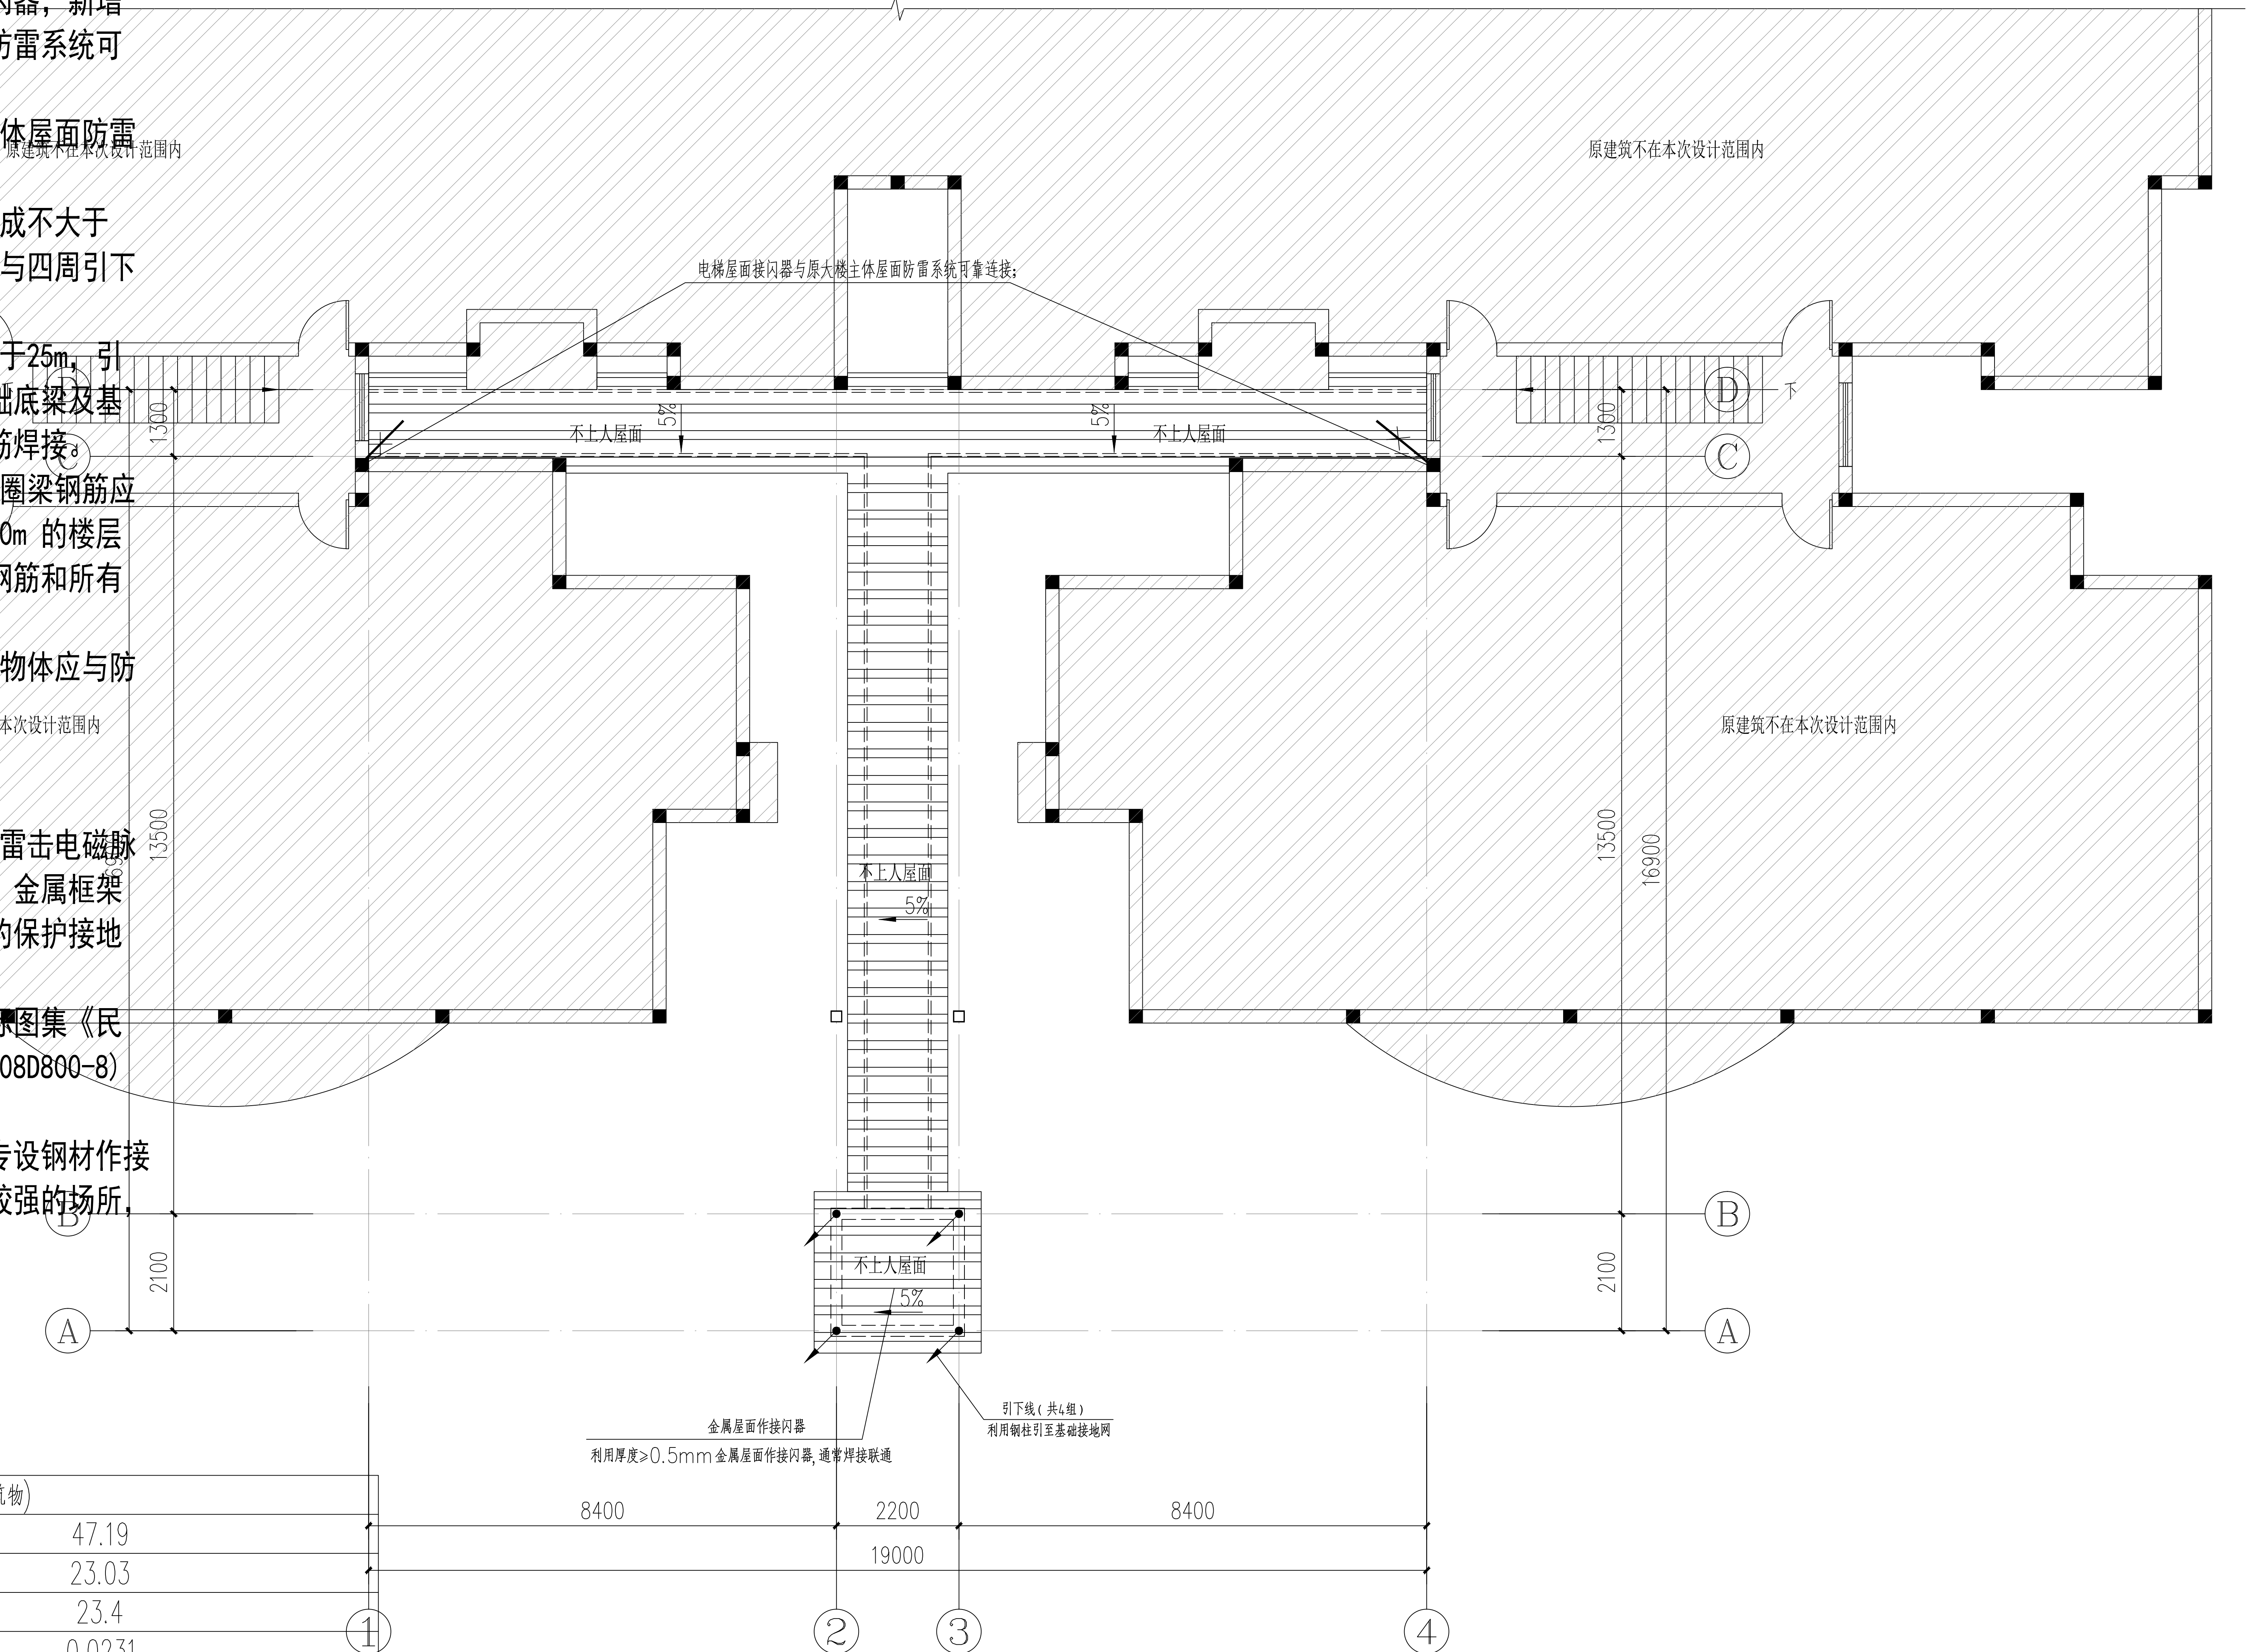 闪器，新增
防雷系统可
体屋面防雷
原建筑不在本次设计范围内
原建筑不在本次设计范围内
成不大于
与四周引下
电梯屋面接闪器与原大楼主体屋面防雷系统可靠连接；
于25m，引
础底梁及基
筋焊接。
圈梁钢筋应
0m 的楼层
钢筋和所有
物体应与防
本次设计范围内
原建筑不在本次设计范围内
雷击电磁脉
金属框架
的保护接地
标图集《民
08D800-8）
专设钢材作接
较强的场所，
D
C
B
A
1300
13500
16900
2100
下
D
C
B
A
1300
13500
16900
2100
不上人屋面
5%
5%
不上人屋面
不上人屋面
5%
不上人屋面
5%
金属屋面作接闪器
利用厚度≥0.5mm金属屋面作接闪器,通常焊接联通
引下线(共4组)
利用钢柱引至基础接地网
8400
2200
8400
19000
1
2
3
4
筑物)
47.19
23.03
23.4
0.0231